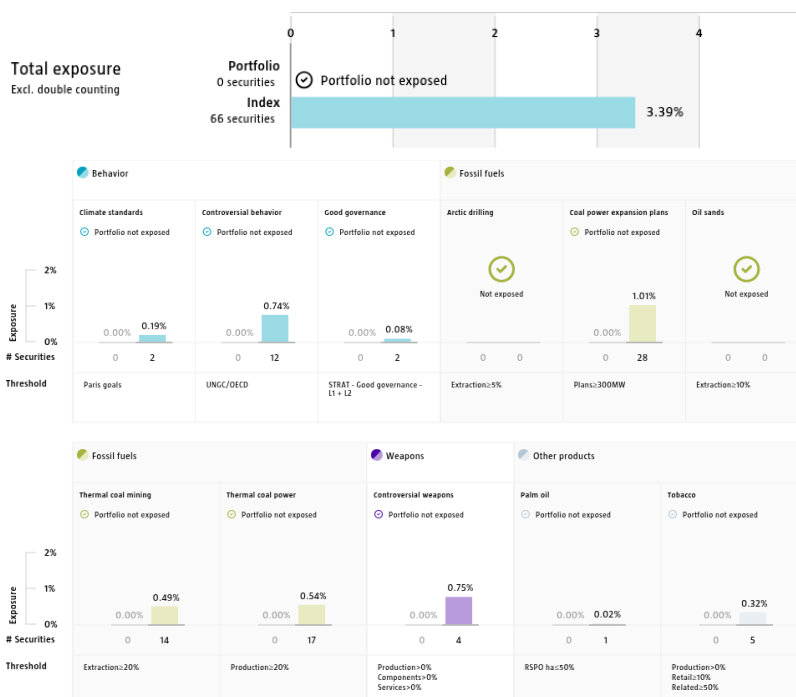 0 1 2 3 4
Total exposure
Excl. double counting
Portfolio
0 securities
Portfolio not exposed
Index
66 securities
3.39%
Behavior
Fossil fuels
Climate standards
Controversial behavior
Good governance
Arctic drilling
Coal power expansion plans
Oil sands
Portfolio not exposed
Portfolio not exposed
Portfolio not exposed
Portfolio not exposed
Not exposed
Not exposed
Exposure
2%
1%
0%
0.00% 0.19%
0.00% 0.74%
0.00% 0.08%
0.00% 1.01%
# Securities 0 2 0 12 0 2 0 0 0 28 0 0
Threshold
Paris goals
UNGC/OECD
STRAT - Good governance -
L1 + L2
Extraction≥5%
Plans≥300MW
Extraction≥10%
Fossil fuels
Weapons
Other products
Thermal coal mining
Thermal coal power
Controversial weapons
Palm oil
Tobacco
Portfolio not exposed
Portfolio not exposed
Portfolio not exposed
Portfolio not exposed
Portfolio not exposed
Exposure
2%
1%
0%
0.00% 0.49%
0.00% 0.54%
0.00% 0.75%
0.00% 0.02%
0.00% 0.32%
# Securities 0 14 0 17 0 4 0 1 0 5
Threshold
Extraction≥20%
Production≥20%
Production>0%
Components>0%
Services>0%
RSPO ha≤50%
Production>0%
Retail≥10%
Related≥50%